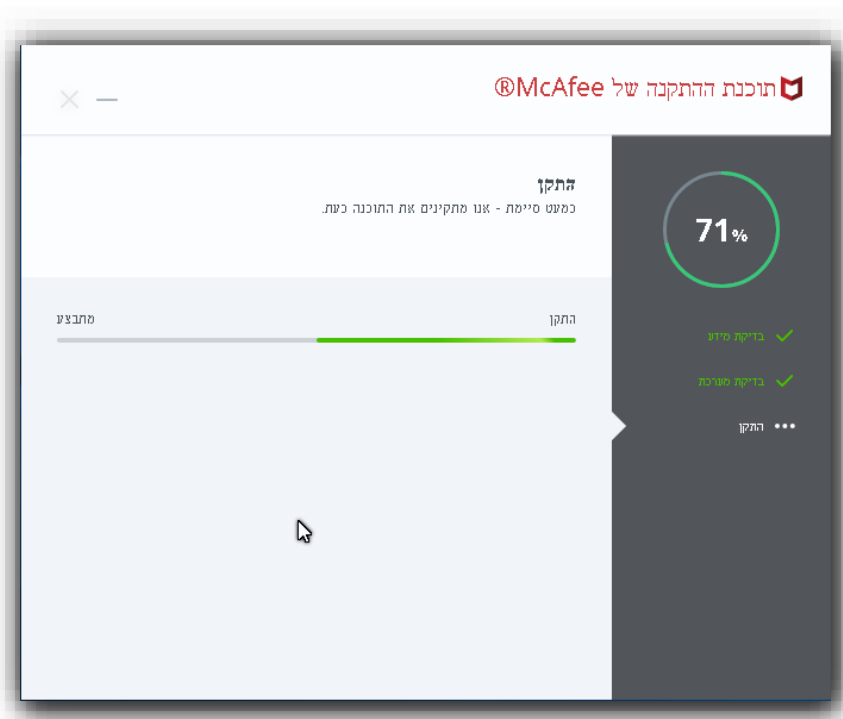 תוכנת ההתקנה של McAfee®
התקן
כמעט סיימת - אנו מתקינים את התוכנה כעת.
71%
התקן
מתבצע
בדיקת מידע
בדיקת מערכת
התקן